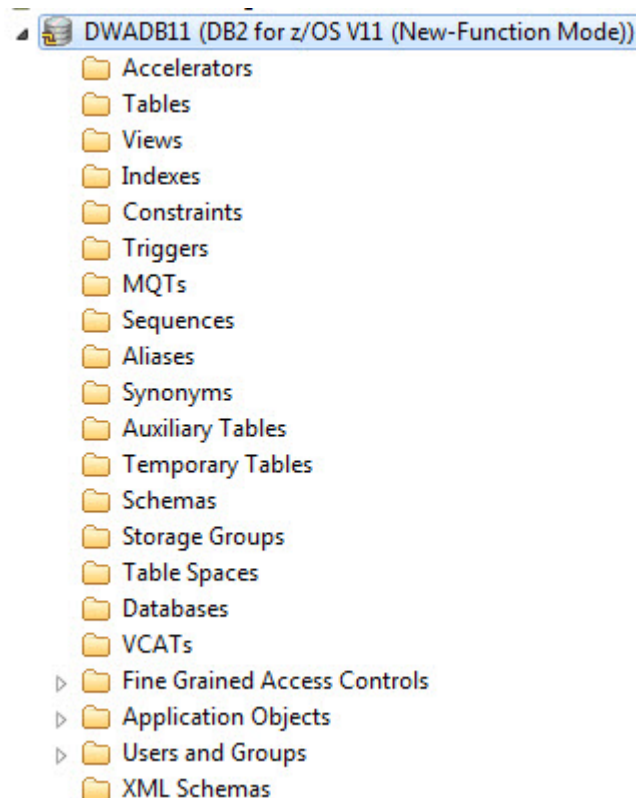 DWADB11 (DB2 for z/OS V11 (New-Function Mode))
Accelerators
Tables
Views
Indexes
Constraints
Triggers
MQTs
Sequences
Aliases
Synonyms
Auxiliary Tables
Temporary Tables
Schemas
Storage Groups
Table Spaces
Databases
VCATs
Fine Grained Access Controls
Application Objects
Users and Groups
XML Schemas